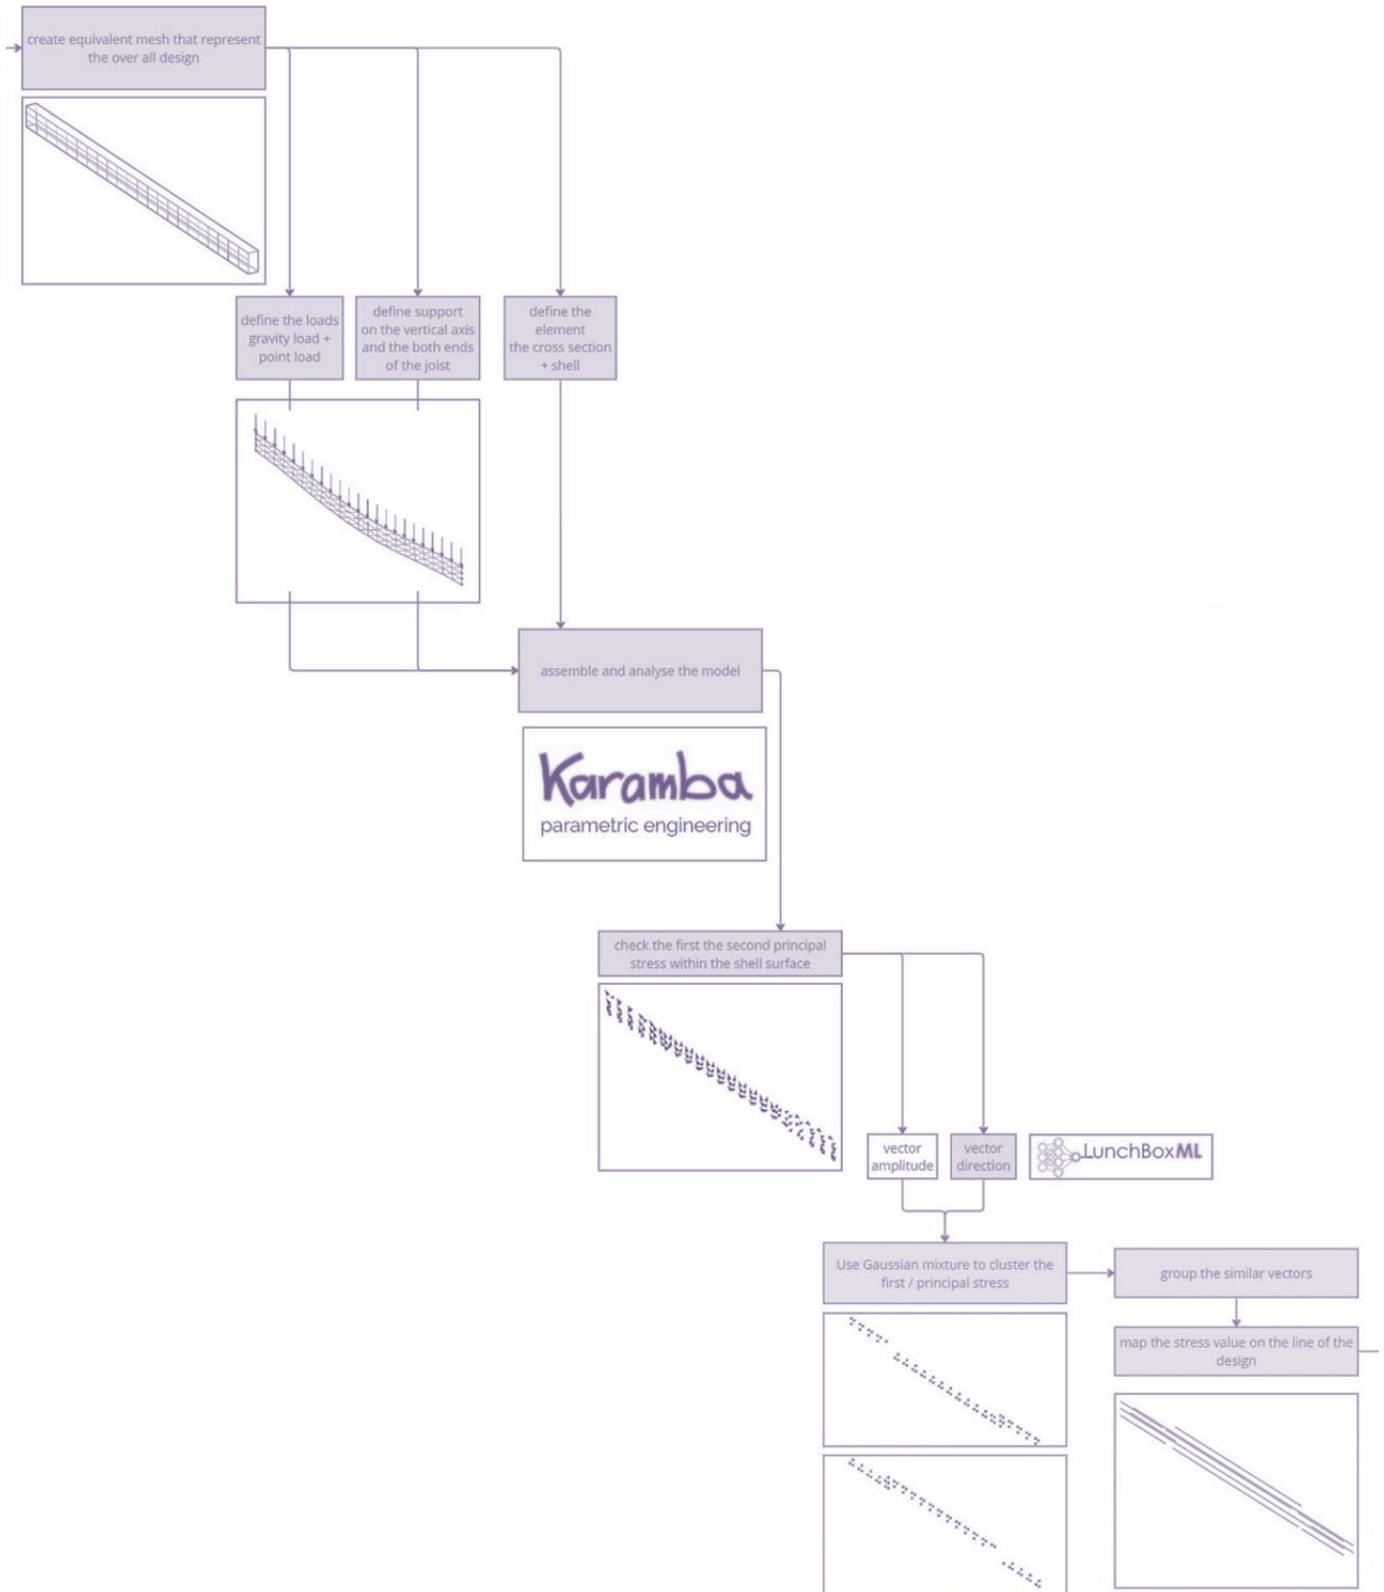 create equivalent mesh that represent
the over all design
define the loads
gravity load +
point load
define support
on the vertical axis
and the both ends
of the joist
define the
element
the cross section
+ shell
assemble and analyse the model
Karamba
parametric engineering
check the first the second principal
stress within the shell surface
vector
amplitude
vector
direction
LunchBoxML
Use Gaussian mixture to cluster the
first / principal stress
group the similar vectors
map the stress value on the line of the
design